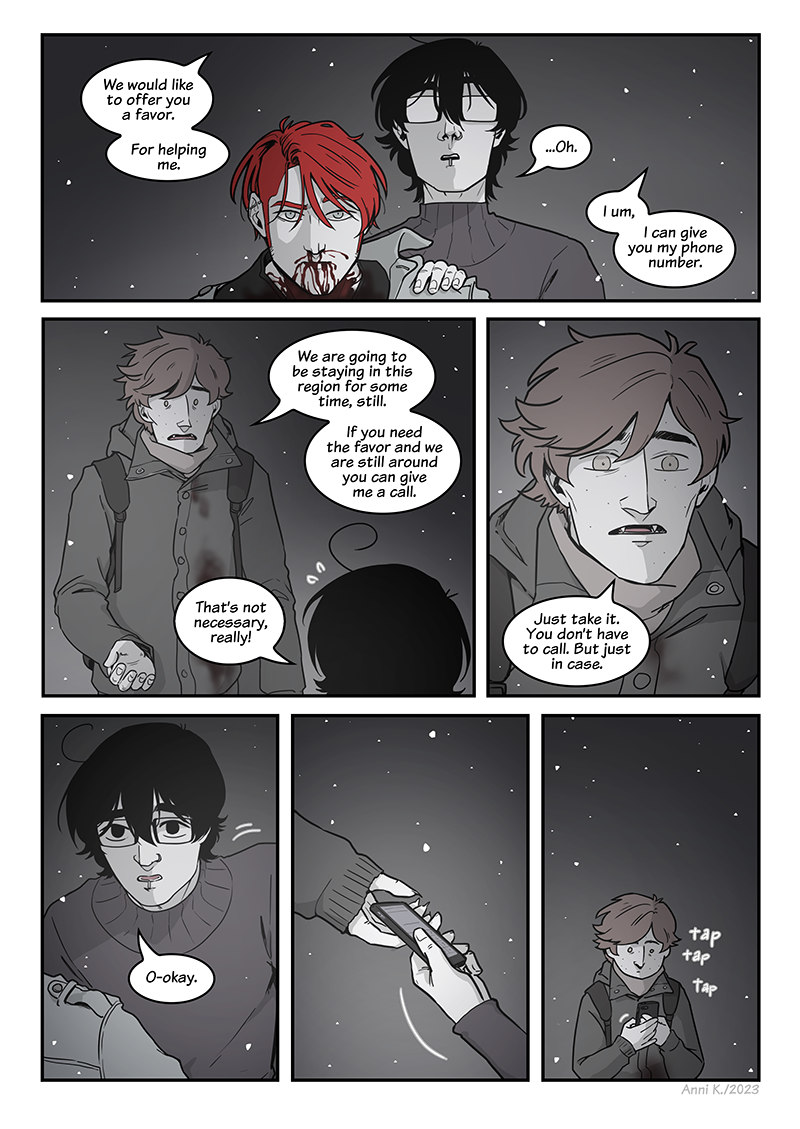 We would like
to offer you
a favor.
For helping
me.
...Oh.
I um,
I can give
you my phone
number.
We are going to
be staying in this
region for some
time, still.
If you need
the favor and we
are still around
you can give
me a call.
That's not
necessary,
really!
Just take it.
You don't have
to call. But just
in case.
O-okay.
tap
tap
tap
Anni K./2023